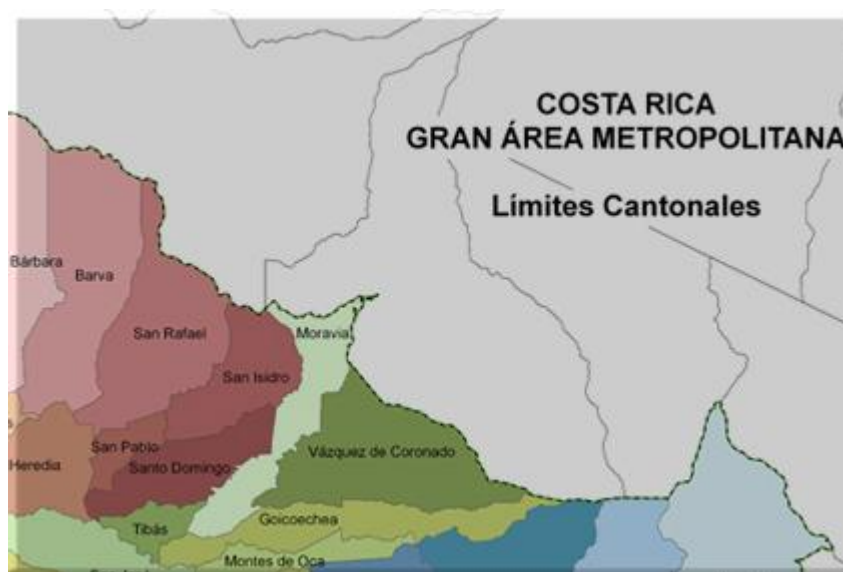 COSTA RICA
GRAN ÁREA METROPOLITANA
Límites Cantonales
Bárbara
Barva
San Rafael
Moravia
San Isidro
San Pablo
Heredia
Santo Domingo
Vázquez de Coronado
Tibás
Goicoechea
Montes de Oca